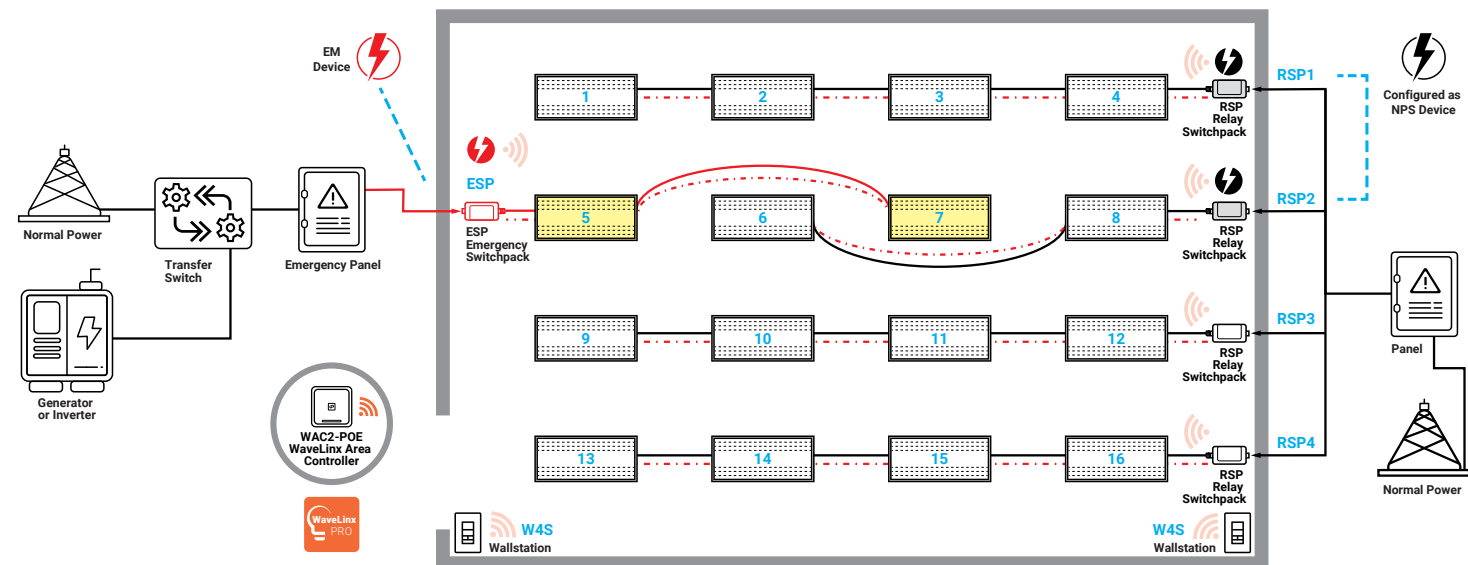 EM
Device
Normal Power
Transfer
Switch
Emergency Panel
Generator
or Inverter
WAC2-POE
WaveLinx Area
Controller
WaveLinx
PRO
ESP
ESP
Emergency
Switchpack
1
2
3
4
RSP
Relay
Switchpack
RSP1
5
6
7
8
RSP
Relay
Switchpack
RSP2
9
10
11
12
RSP
Relay
Switchpack
RSP3
13
14
15
16
RSP
Relay
Switchpack
RSP4
W4S
Wallstation
W4S
Wallstation
Configured as
NPS Device
Panel
Normal Power